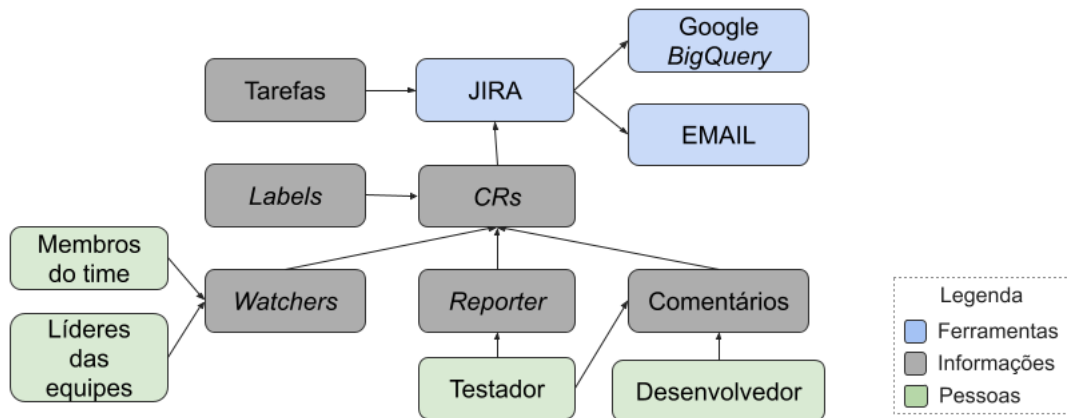 Google
BigQuery
Tarefas
JIRA
EMAIL
Labels
CRs
Membros
do time
Watchers
Reporter
Comentários
Líderes
das
equipes
Testador
Desenvolvedor
Legenda
Ferramentas
Informações
Pessoas